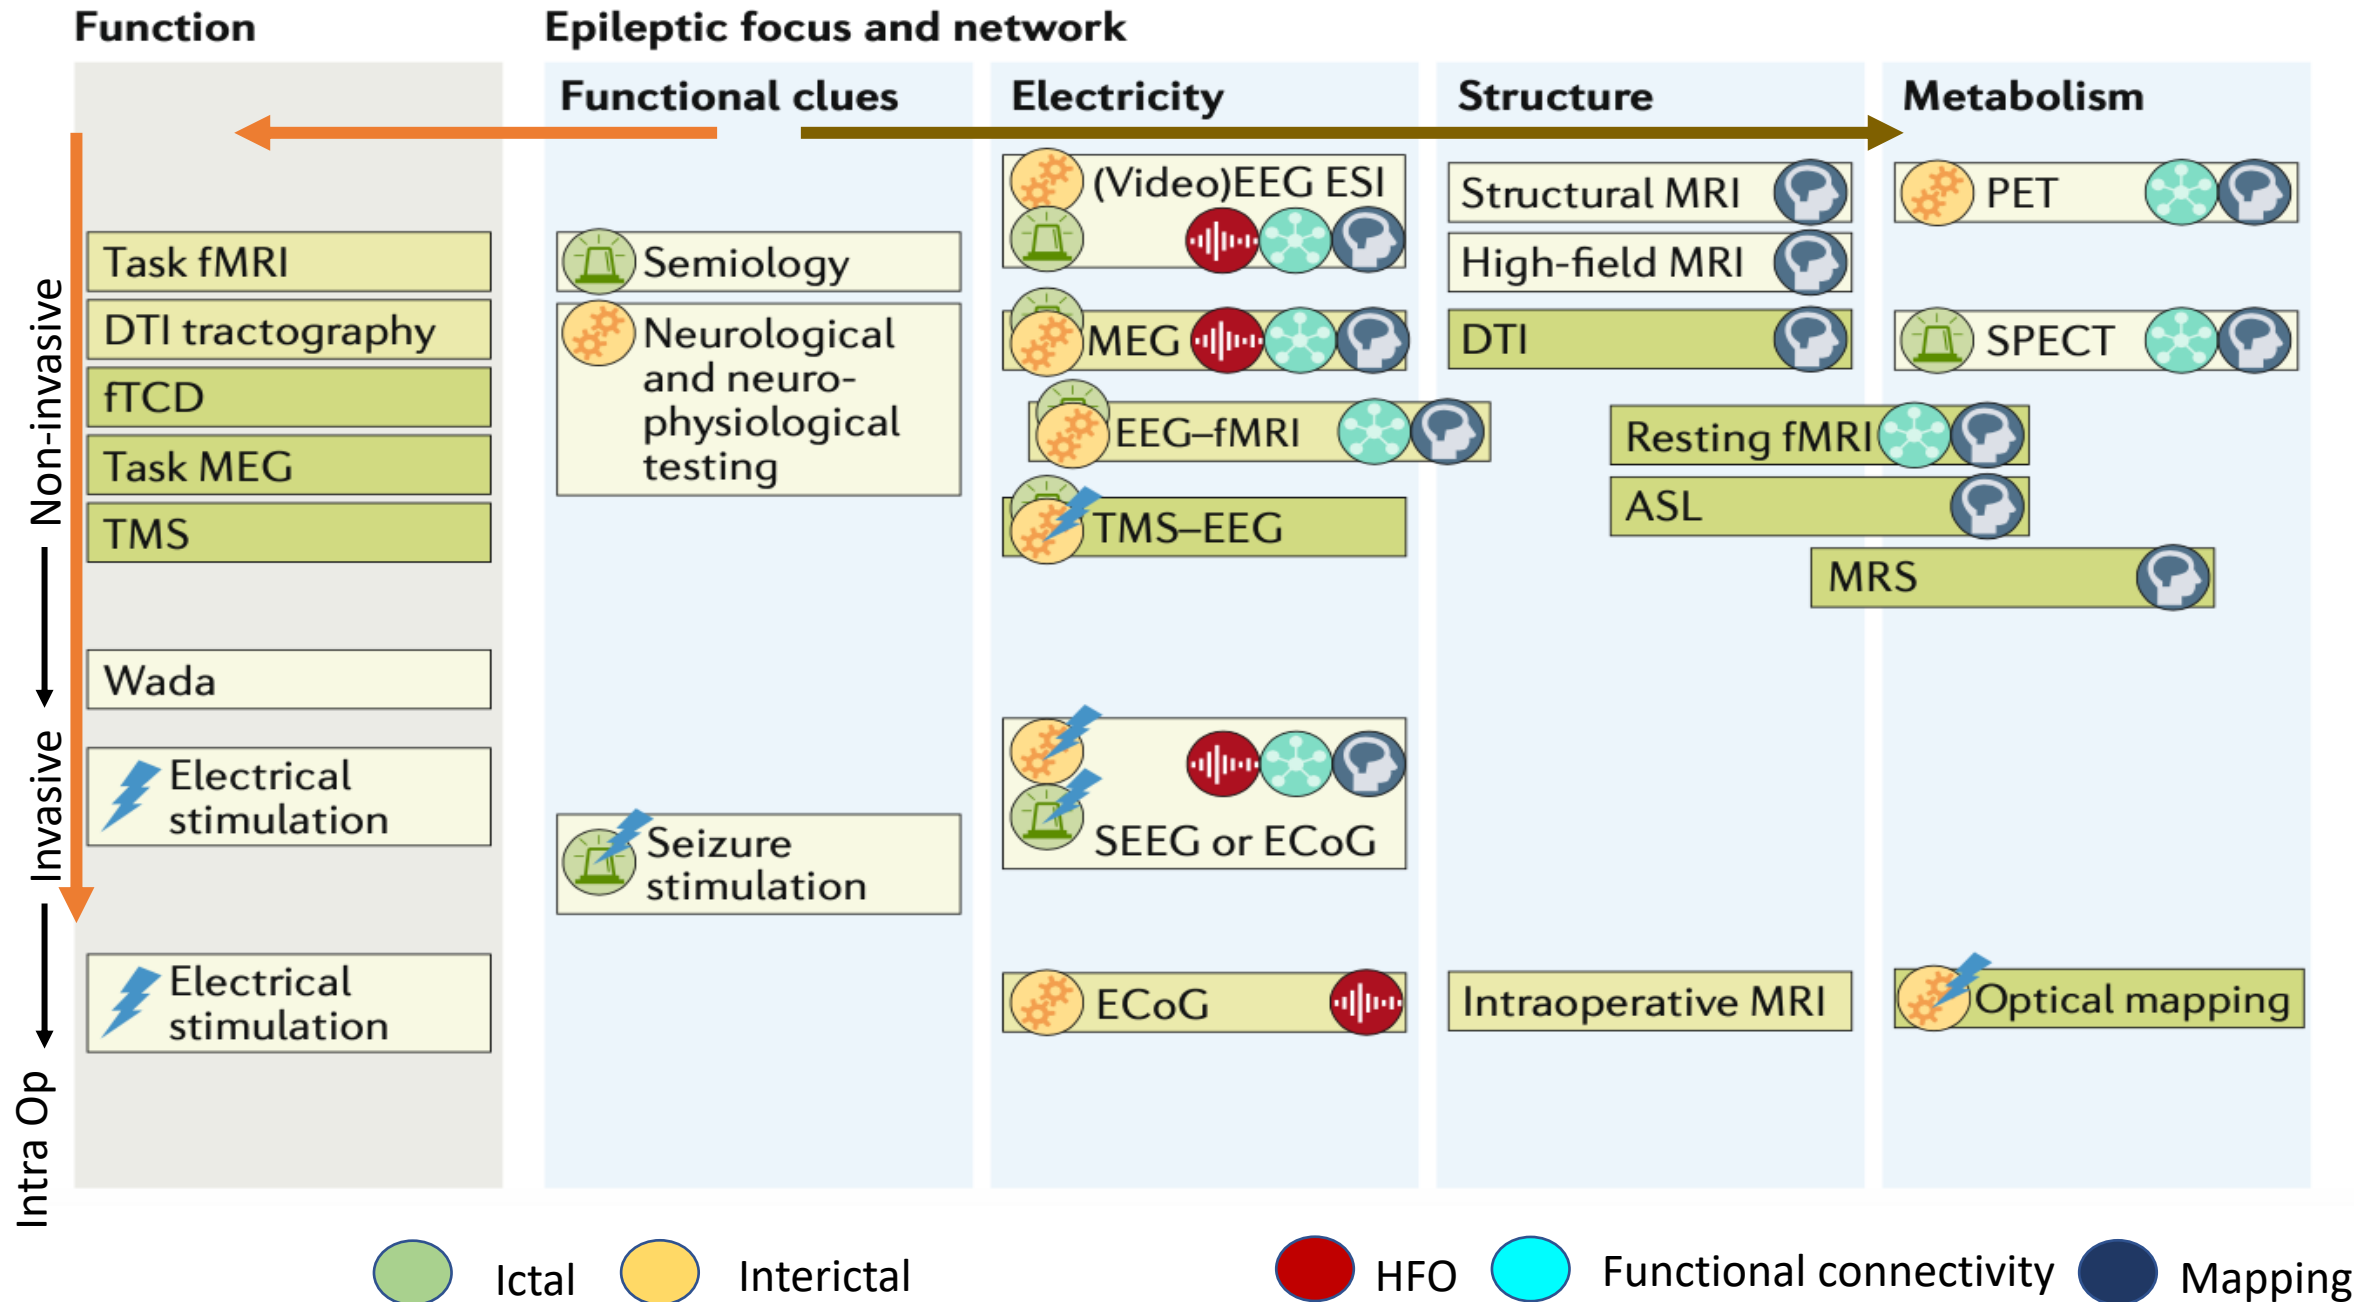 Function
Epileptic focus and network
Functional clues
Electricity
Structure
Metabolism
Non-invasive
Invasive
Intra Op
Task fMRI
DTI tractography
fTCD
Task MEG
TMS
Wada
Electrical
stimulation
Electrical
stimulation
Semiology
Neurological
and neuro-
physiological
testing
Seizure
stimulation
(Video)EEG ESI
MEG
EEG–fMRI
TMS–EEG
SEEG or ECoG
ECoG
Structural MRI
High-field MRI
DTI
Resting fMRI
ASL
MRS
Intraoperative MRI
PET
SPECT
Optical mapping
Ictal
Interictal
HFO
Functional connectivity
Mapping